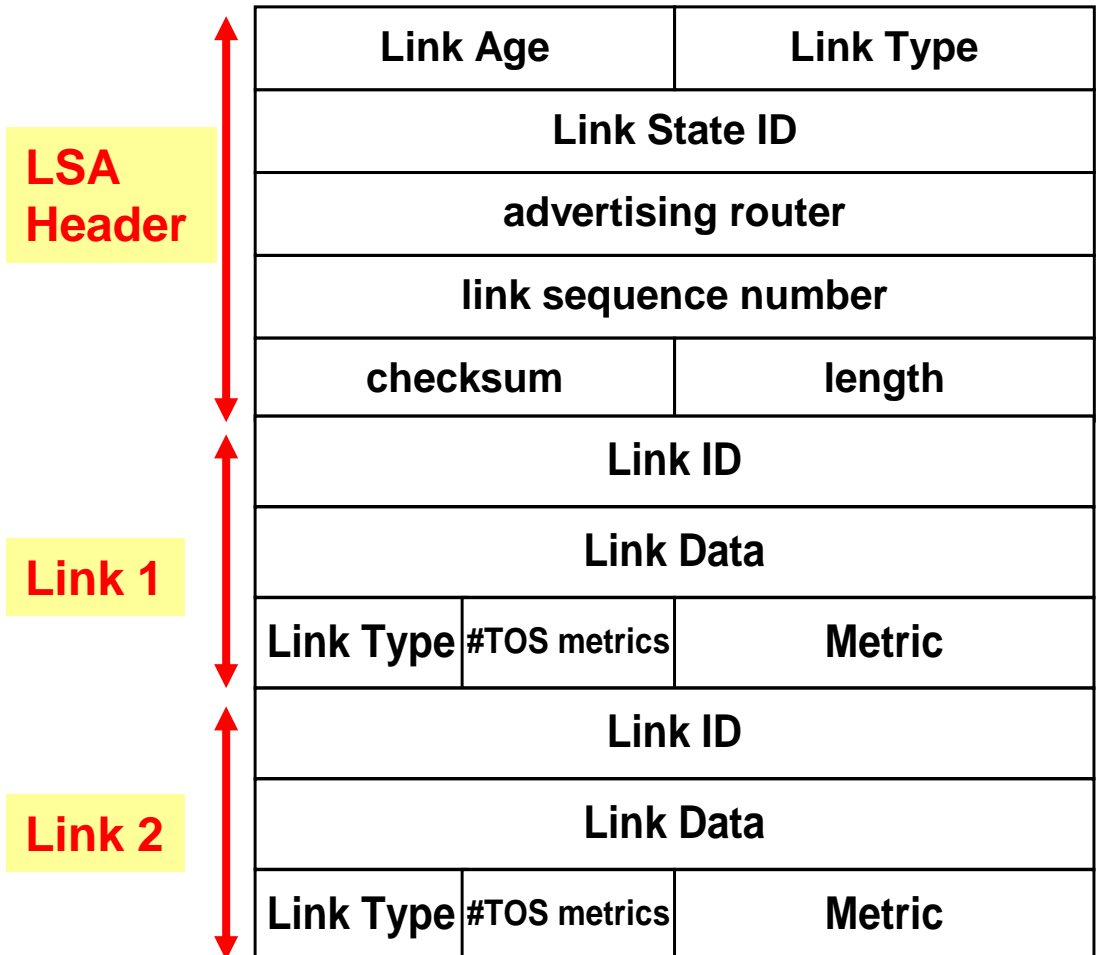 Link Age Link Type
Link State ID
LSA
Header
advertising router
link sequence number
checksum length
Link ID
Link 1
Link Data
Link Type #TOS metrics Metric
Link ID
Link 2
Link Data
Link Type #TOS metrics Metric